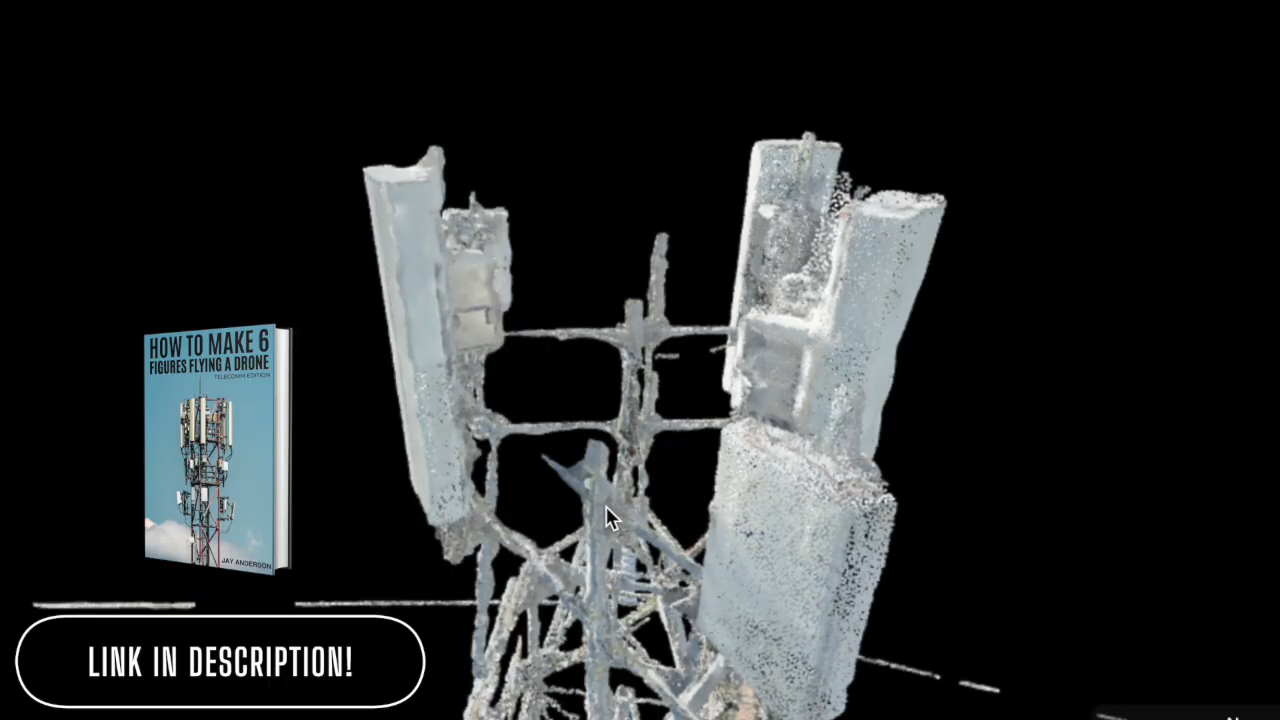 HOW TO MAKE 6
FIGURES FLYING A DRONE
TELECOMM EDITION
JAY ANDERSON
LINK IN DESCRIPTION!